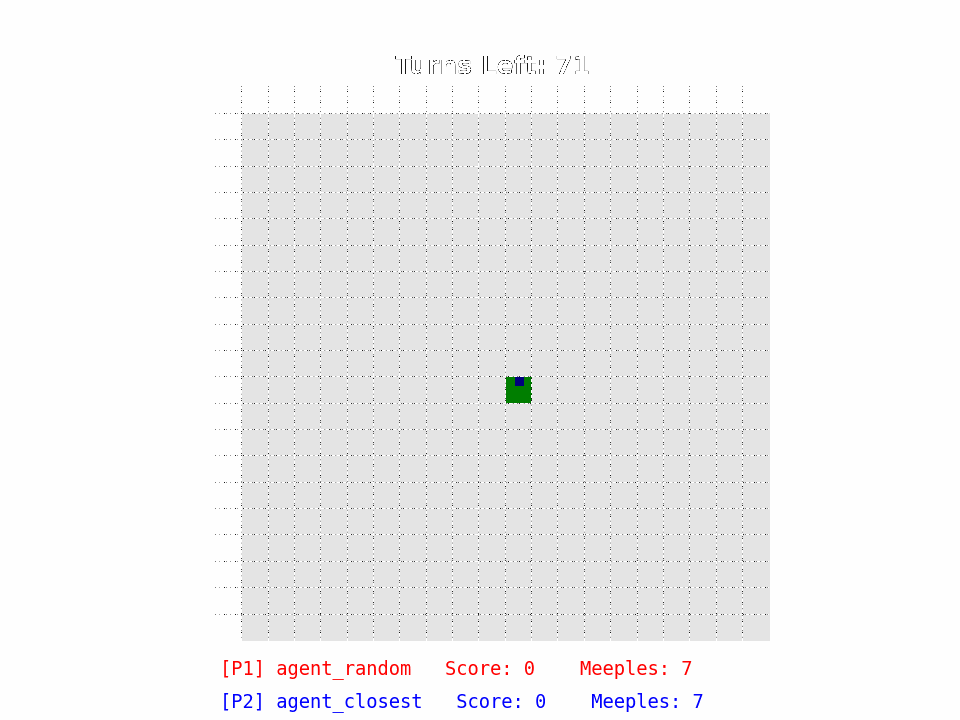 Turns Left: 71
[P1] agent_random Score: 0 Meeples: 7
[P2] agent_closest Score: 0 Meeples: 7